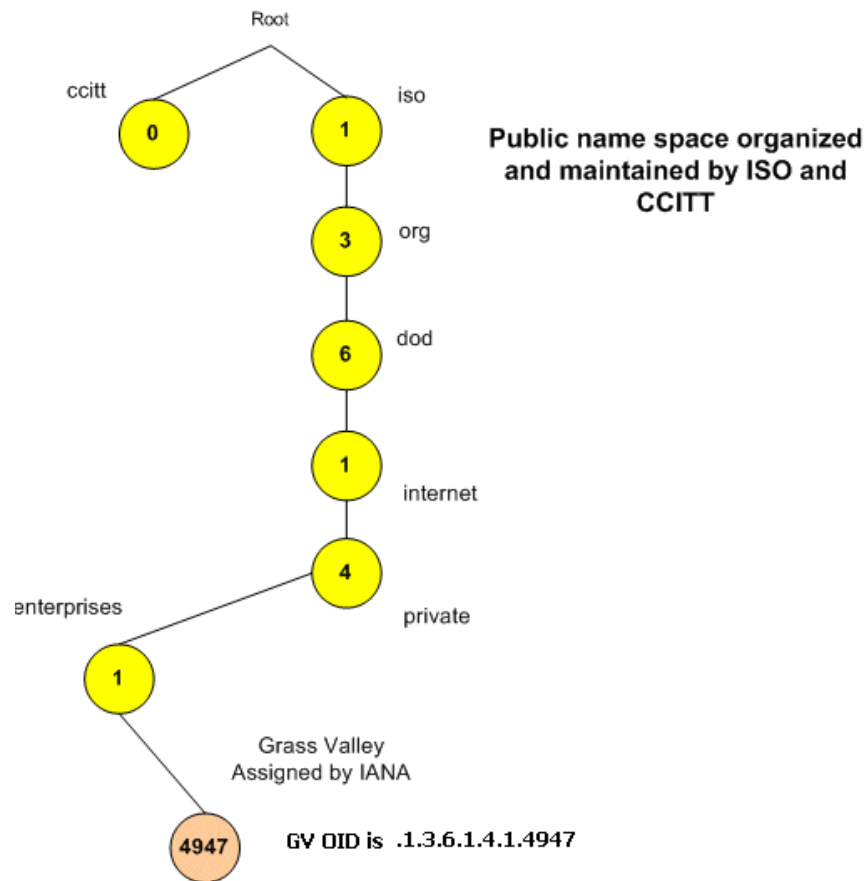 Root
ccitt
iso
0
1
Public name space organized
and maintained by ISO and
CCITT
3
org
6
dod
1
internet
4
private
enterprises
1
Grass Valley
Assigned by IANA
4947
GV OID is .1.3.6.1.4.1.4947